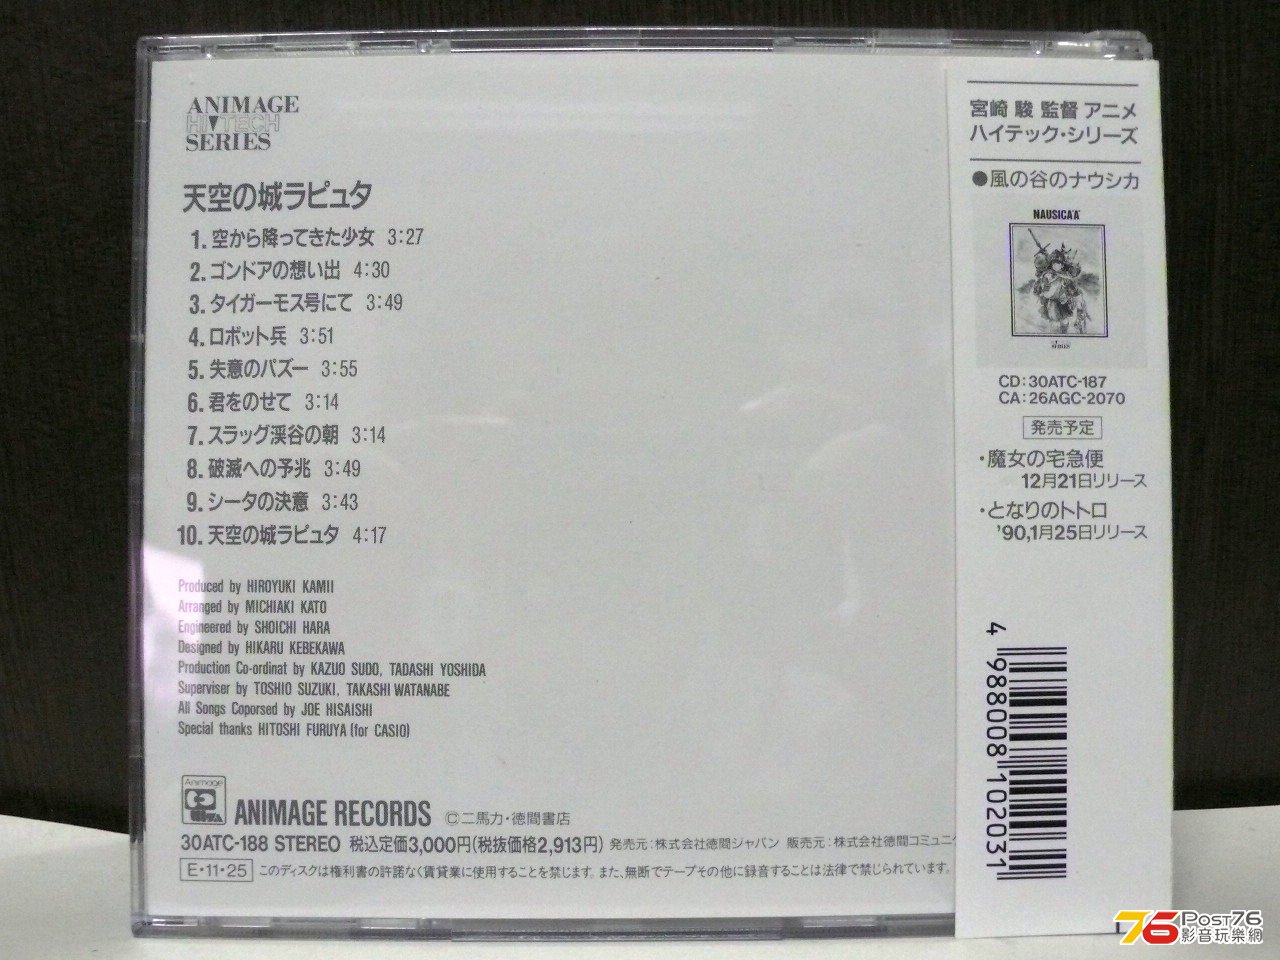 ANIMAGE
HI-TECH
SERIES
天空の城ラピュタ
1. 空から降ってきた少女 3:27
2. ゴンドアの想い出 4:30
3. タイガーモス号にて 3:49
4. ロボット兵 3:51
5. 失意のパズー 3:55
6. 君をのせて 3:14
7. スラッグ渓谷の朝 3:14
8. 破滅への予兆 3:49
9. シータの決意 3:43
10. 天空の城ラピュタ 4:17
Produced by HIROYUKI KAMII
Arranged by MICHIAKI KATO
Engineered by SHOICHI HARA
Designed by HIKARU KEBEKAWA
Production Co-ordinat by KAZUO SUDO, TADASHI YOSHIDA
Superviser by TOSHIO SUZUKI, TAKASHI WATANABE
All Songs Coporsed by JOE HISAISHI
Special thanks HITOSHI FURUYA (for CASIO)
Animage
ANIMAGE RECORDS ©二馬力・徳間書店
30ATC-188 STEREO 税込定価3,000円(税抜価格2,913円) 発売元:株式会社徳間ジャパン 販売元:株式会社徳間コミュニ
E・11・25 このディスクは権利者の許諾なく賃貸業に使用することを禁じます。また、無断でテープその他に録音することは法律で禁じられています。
宮崎 駿 監督 アニメ
ハイテック・シリーズ
●風の谷のナウシカ
NAUSICAÄ
CD:30ATC-187
CA:26AGC-2070
発売予定
・魔女の宅急便
12月21日リリース
・となりのトトロ
'90,1月25日リリース
4 988008 102031
76 POST76
影音玩樂網